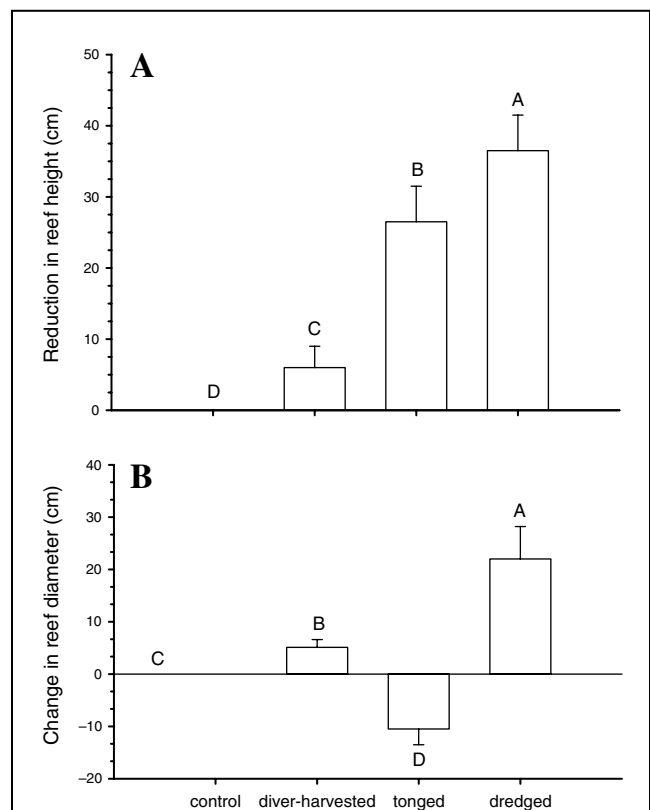 A
Reduction in reef height (cm)
50
40
30
20
10
0
D
C
B
A
B
Change in reef diameter (cm)
40
30
20
10
0
−10
−20
C
B
D
A
control diver-harvested tonged dredged